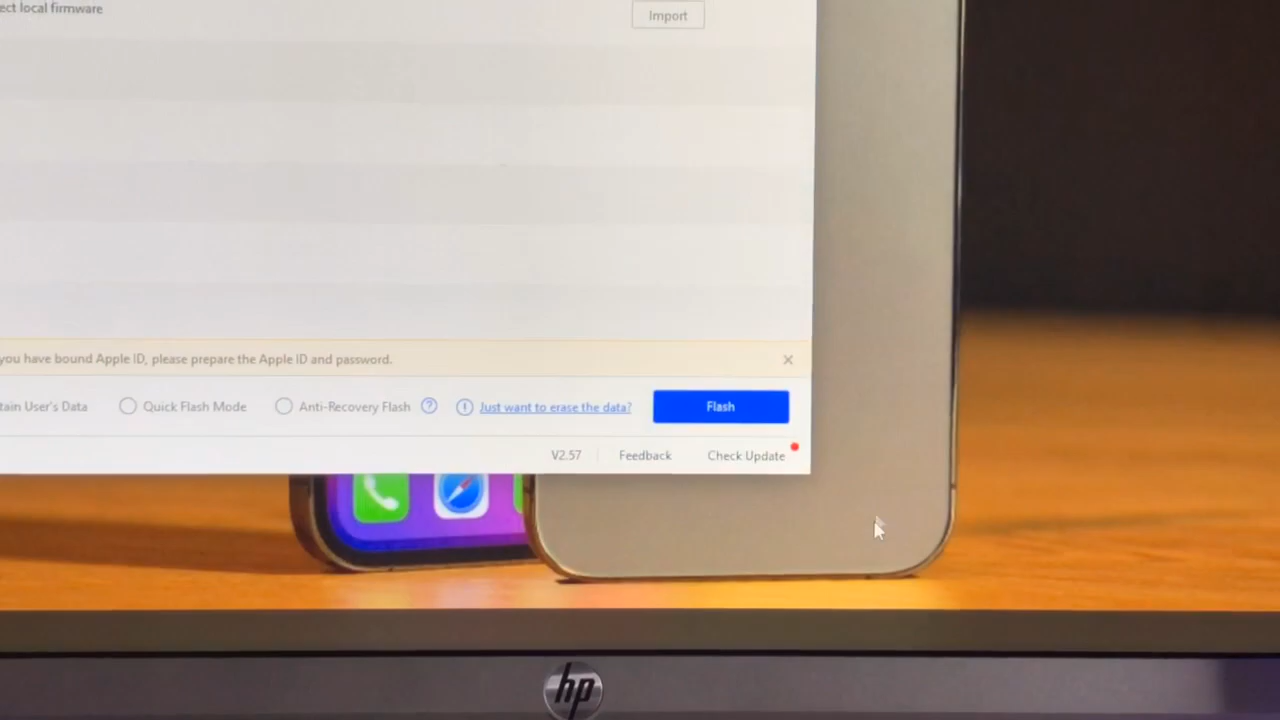 ect local firmware
Import
you have bound Apple ID, please prepare the Apple ID and password.
tain User's Data Quick Flash Mode Anti-Recovery Flash ? Just want to erase the data? Flash
V2.57 Feedback Check Update
hp